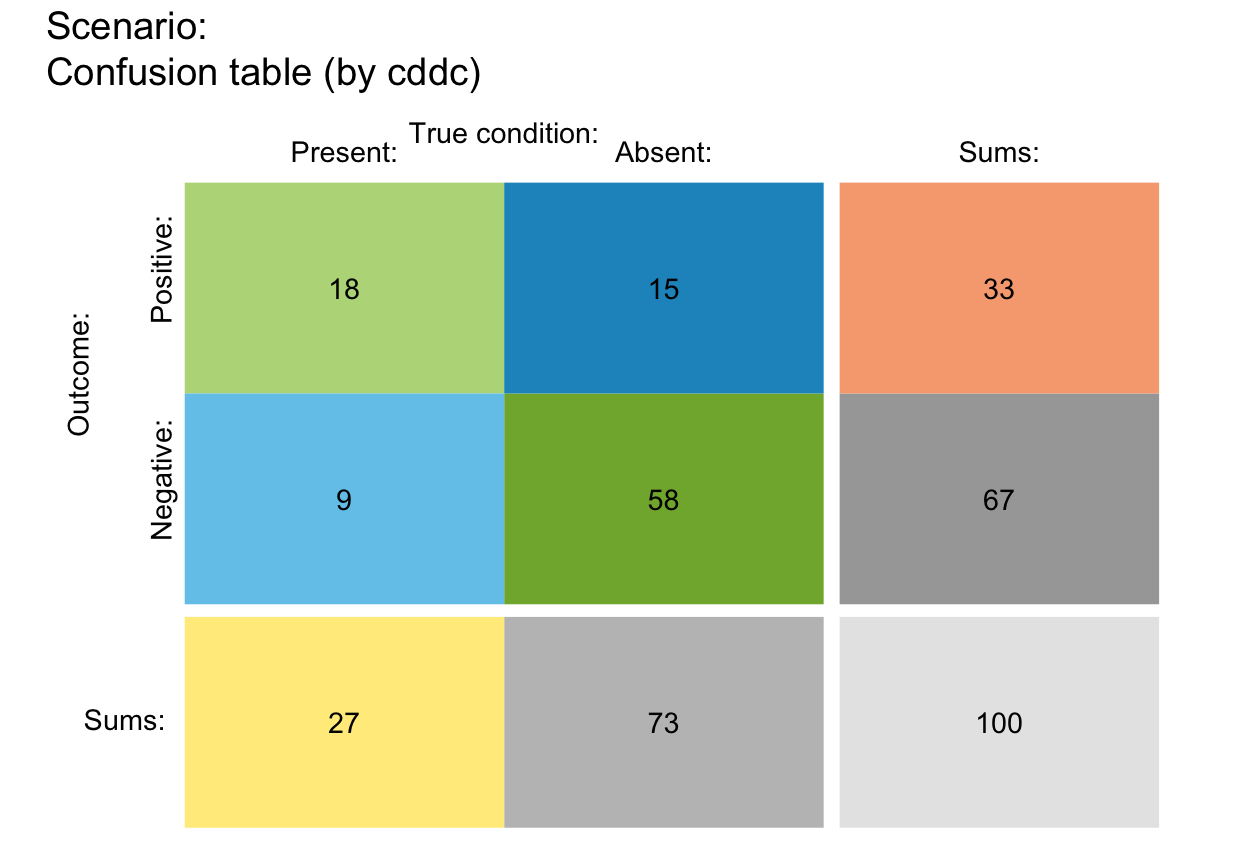 Scenario:
Confusion table (by cddc)
True condition:
Present:
Absent:
Sums:
Outcome:
Positive:
18
15
33
Negative:
9
58
67
Sums:
27
73
100